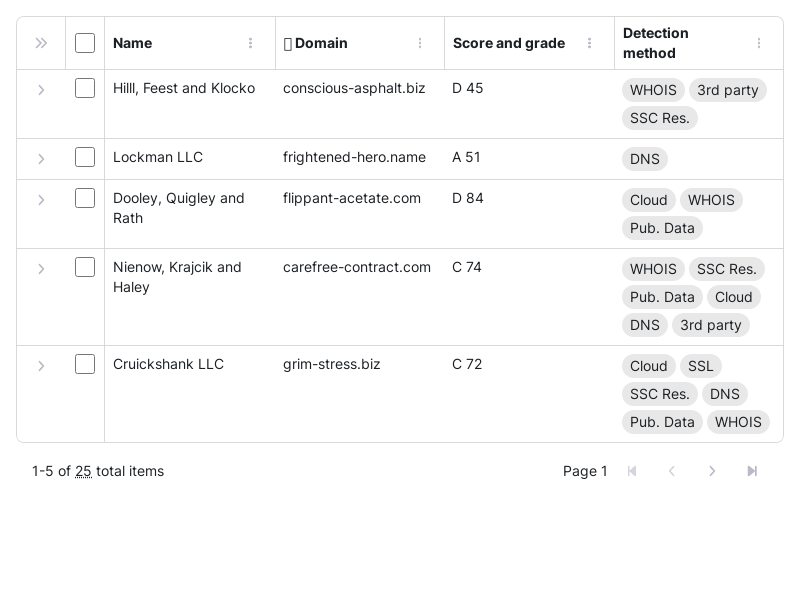 Name
Domain
Score and grade
Detection
method
Hilll, Feest and Klocko
conscious-asphalt.biz
D 45
WHOIS 3rd party
SSC Res.
Lockman LLC
frightened-hero.name
A 51
DNS
Dooley, Quigley and
Rath
flippant-acetate.com
D 84
Cloud WHOIS
Pub. Data
Nienow, Krajcik and
Haley
carefree-contract.com
C 74
WHOIS SSC Res.
Pub. Data Cloud
DNS 3rd party
Cruickshank LLC
grim-stress.biz
C 72
Cloud SSL
SSC Res. DNS
Pub. Data WHOIS
1-5 of 25 total items
Page 1